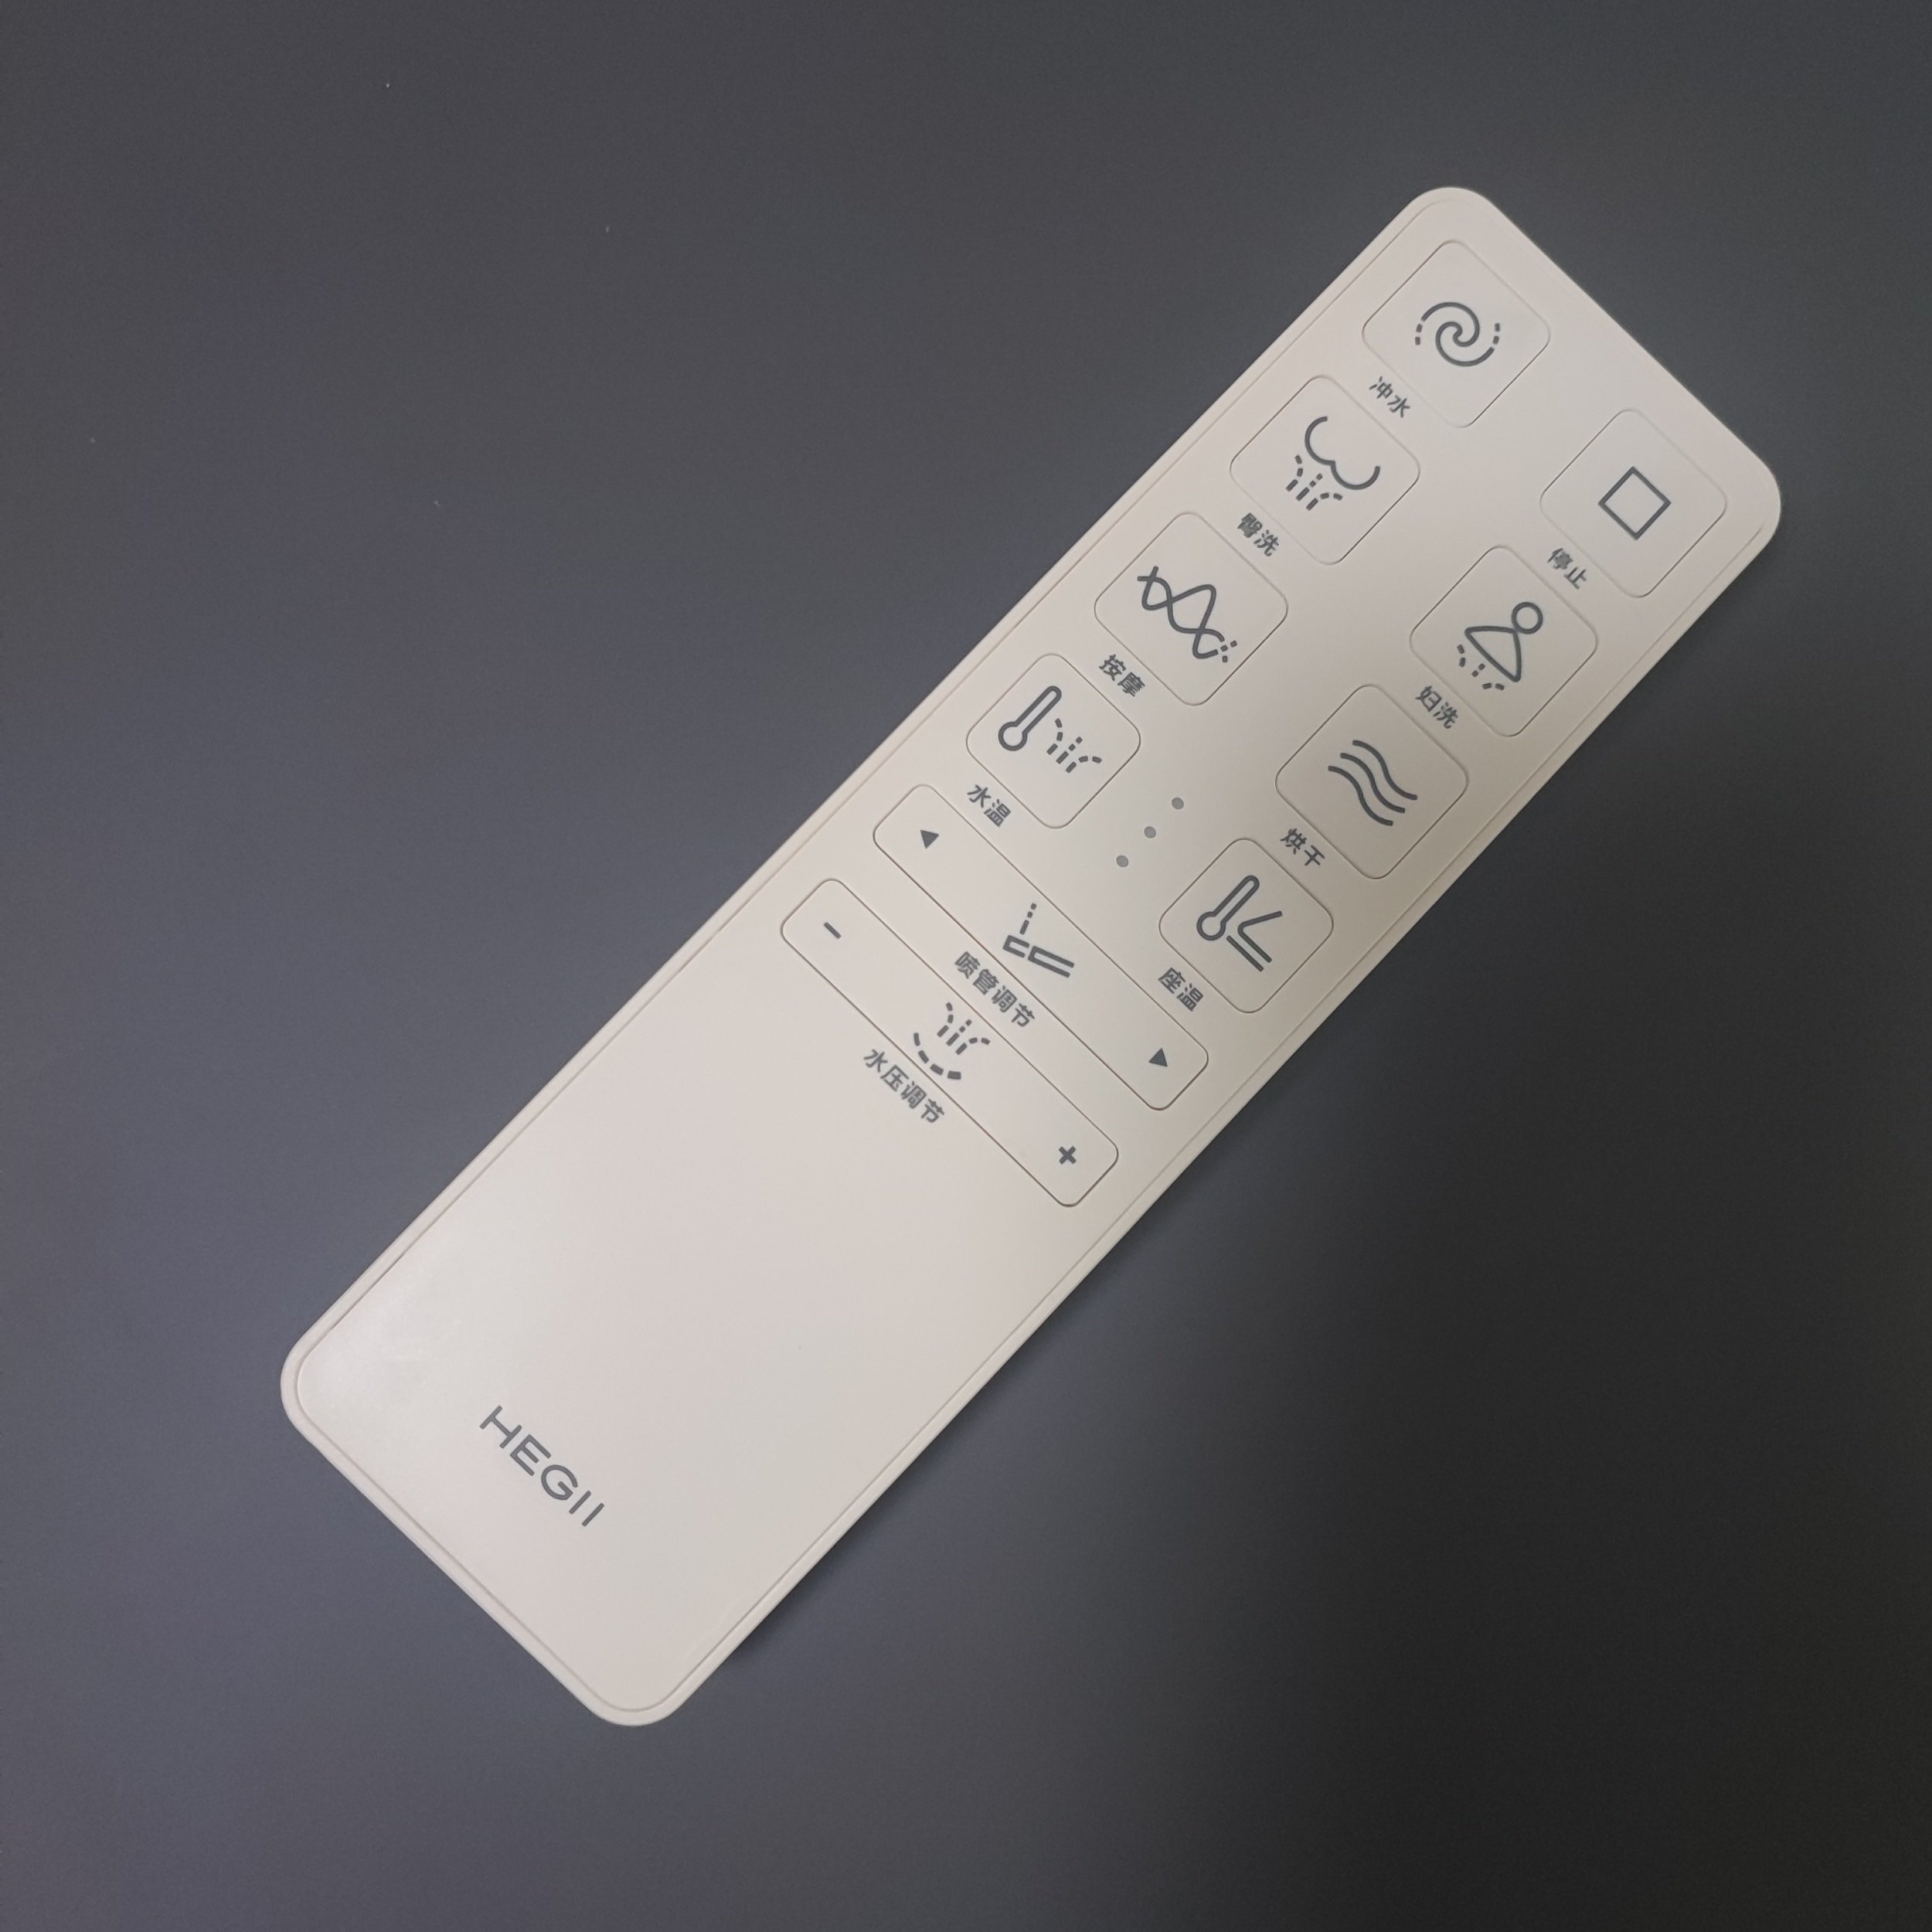 冲水
停止
臀洗
妇洗
按摩
烘干
水温
座温
喷管调节
- +
水压调节
HEGII